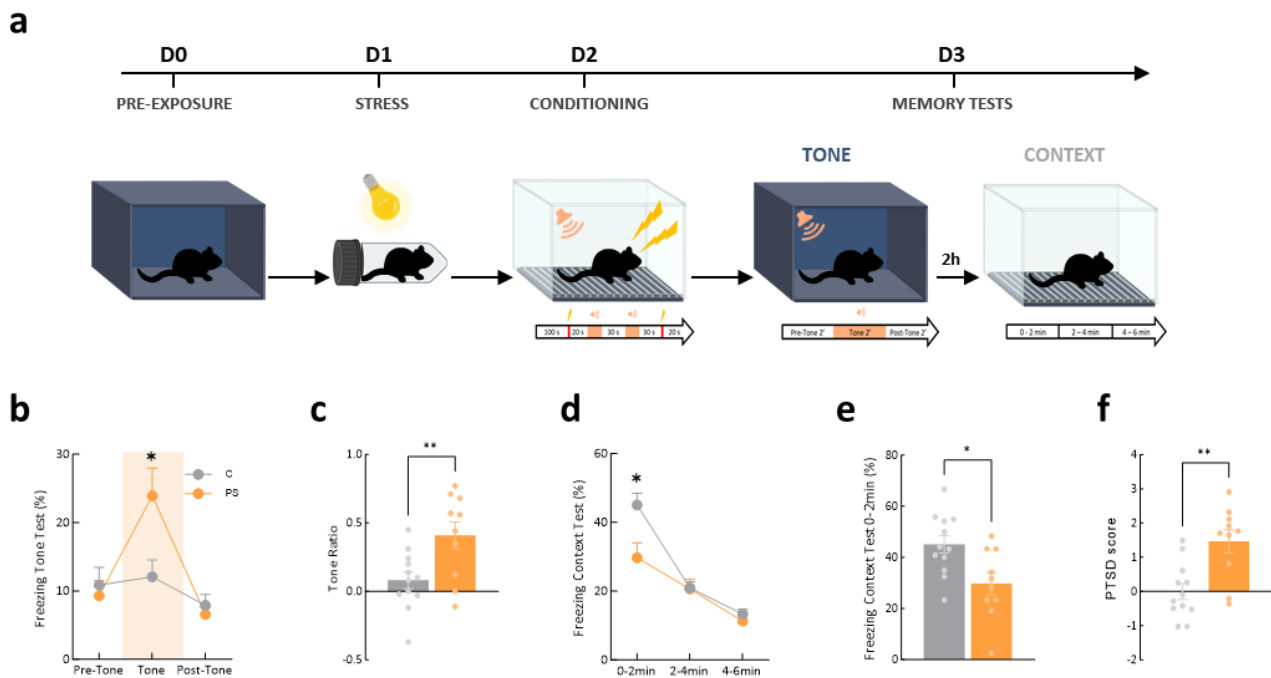 a
D0 D1 D2 D3
PRE-EXPOSURE STRESS CONDITIONING MEMORY TESTS
TONE CONTEXT
2h
100 s 20 s 30 s 30 s 20 s
Pre-Tone 2' Tone 2' Post-Tone 2'
0 - 2 min 2 – 4 min 4 – 6 min
b
Freezing Tone Test (%)
30
20
10
0
*
C
PS
Pre-Tone Tone Post-Tone
c
Tone Ratio
1.0
0.5
0.0
-0.5
**
d
Freezing Context Test (%)
60
40
20
0
*
0-2min 2-4min 4-6min
e
Freezing Context Test 0-2min (%)
100
80
60
40
20
0
*
f
PTSD score
4
3
2
1
0
-1
-2
**